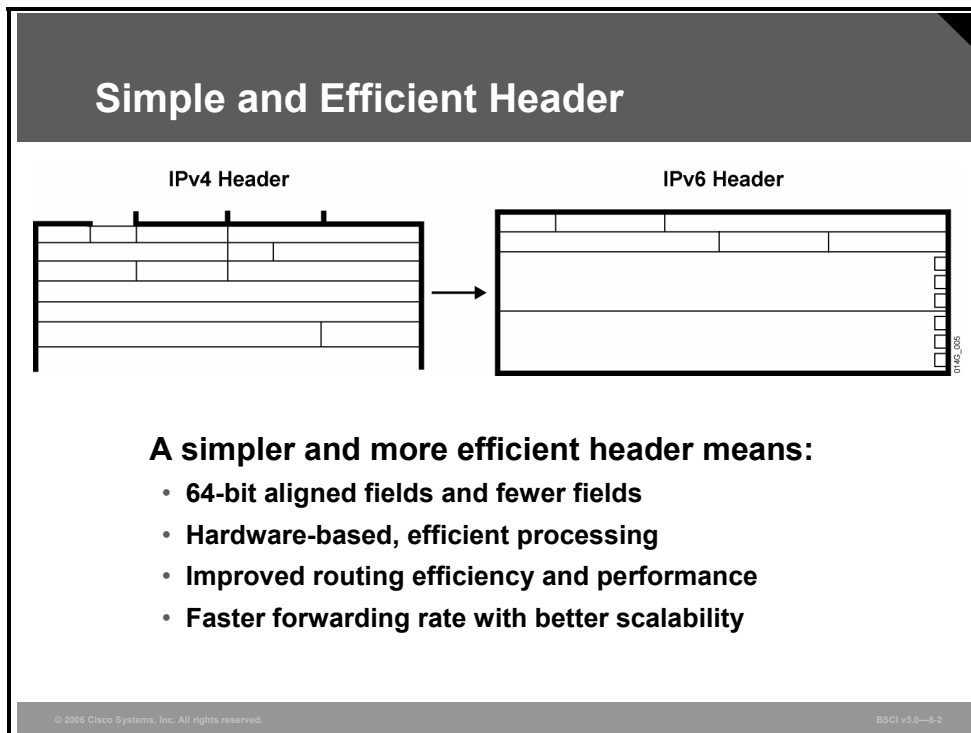 Simple and Efficient Header
IPv4 Header
IPv6 Header
014G_005
A simpler and more efficient header means:
• 64-bit aligned fields and fewer fields
• Hardware-based, efficient processing
• Improved routing efficiency and performance
• Faster forwarding rate with better scalability
© 2006 Cisco Systems, Inc. All rights reserved.
BSCI v3.0—8-2